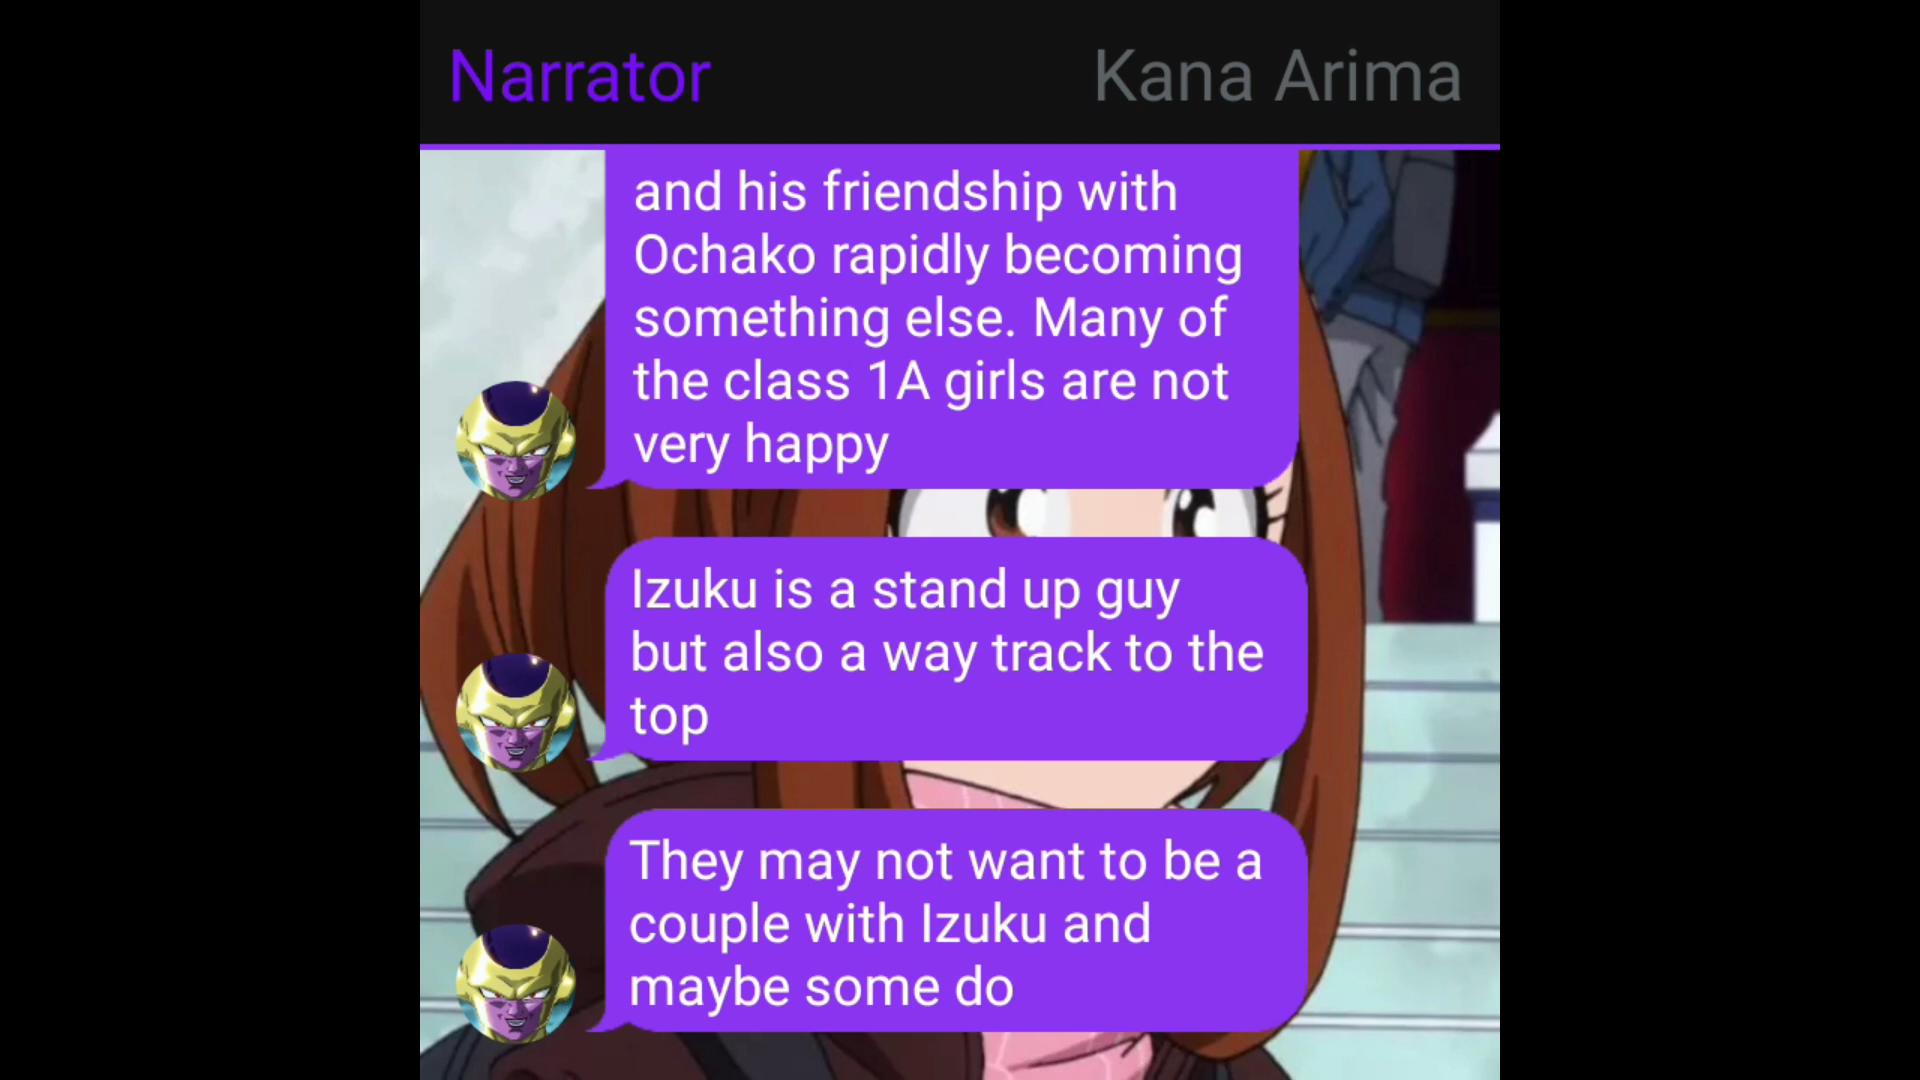 Narrator
Kana Arima
and his friendship with
Ochako rapidly becoming
something else. Many of
the class 1A girls are not
very happy
Izuku is a stand up guy
but also a way track to the
top
They may not want to be a
couple with Izuku and
maybe some do